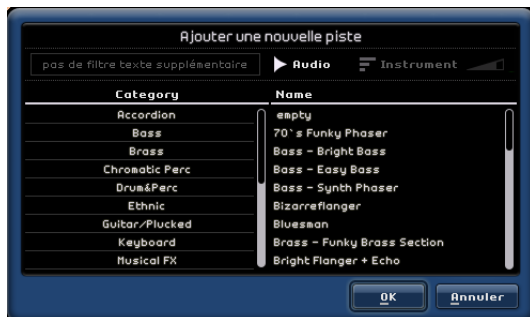 Ajouter une nouvelle piste
pas de filtre texte supplémentaire Audio Instrument
Category Name
Accordion empty
Bass 70`s Funky Phaser
Brass Bass - Bright Bass
Chromatic Perc Bass - Easy Bass
Drum&Perc Bass - Synth Phaser
Ethnic Bizarreflanger
Guitar/Plucked Bluesman
Keyboard Brass - Funky Brass Section
Musical FX Bright Flanger + Echo
OK Annuler